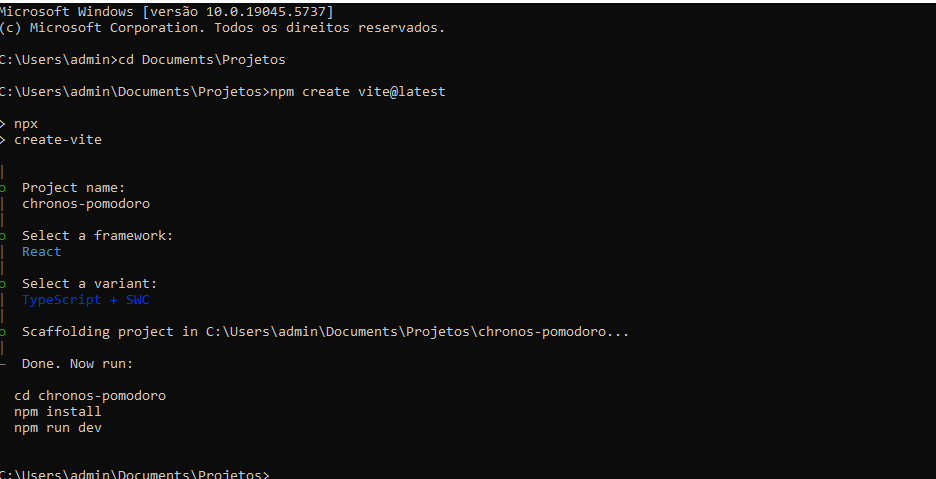 Microsoft Windows [versão 10.0.19045.5737]
(c) Microsoft Corporation. Todos os direitos reservados.
C:\Users\admin>cd Documents\Projetos
C:\Users\admin\Documents\Projetos>npm create vite@latest
> npx
> create-vite
|
o  Project name:
|  chronos-pomodoro
|
o  Select a framework:
|  React
|
o  Select a variant:
|  TypeScript + SWC
|
o  Scaffolding project in C:\Users\admin\Documents\Projetos\chronos-pomodoro...
|
—  Done. Now run:
cd chronos-pomodoro
npm install
npm run dev
C:\Users\admin\Documents\Projetos>